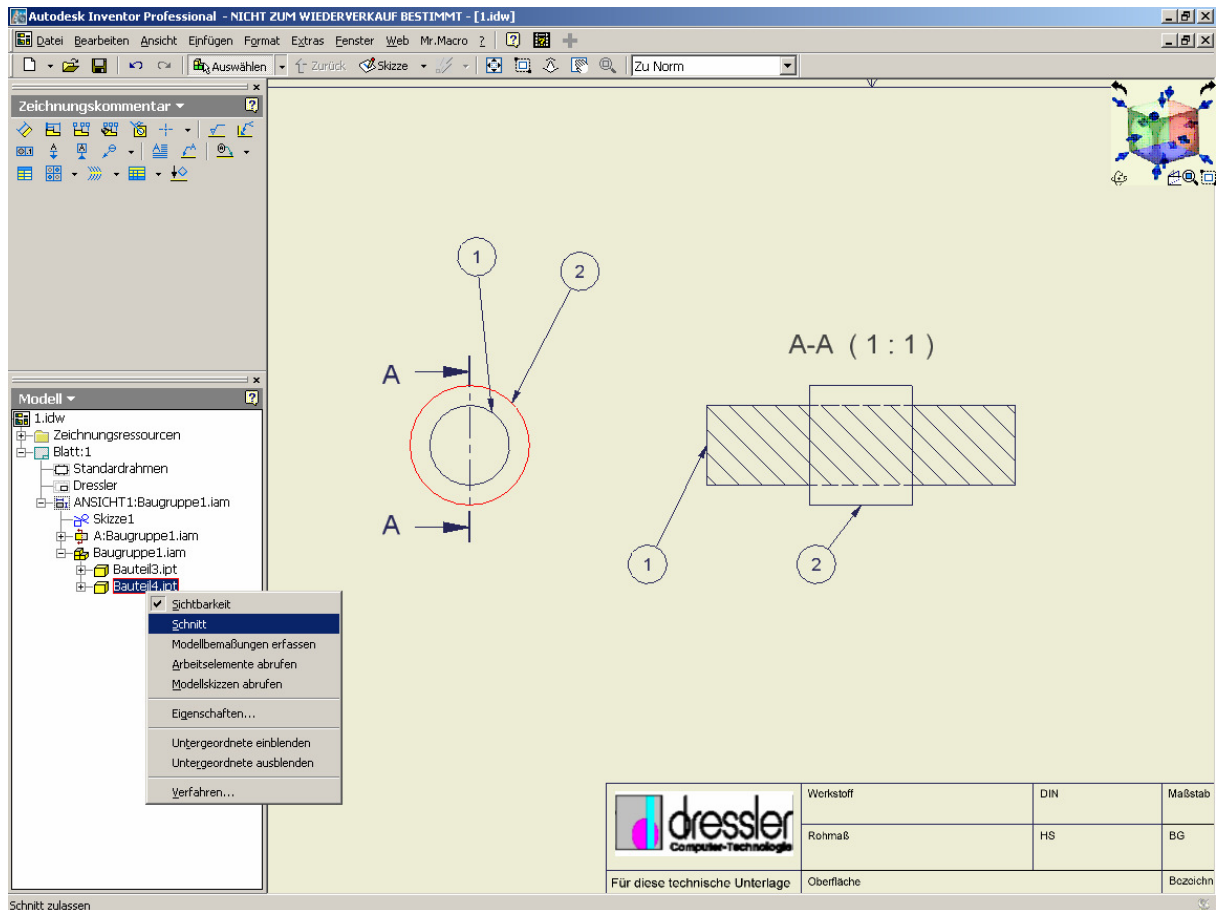 Autodesk Inventor Professional - NICHT ZUM WIEDERVERKAUF BESTIMMT - [1.idw]
Datei Bearbeiten Ansicht Einfügen Format Extras Fenster Web Mr.Macro ?
Auswählen Zurück Skizze Zu Norm
Zeichnungskommentar
Modell
1.idw
Zeichnungsressourcen
Blatt:1
Standardrahmen
Dressler
ANSICHT1:Baugruppe1.iam
Skizze1
A:Baugruppe1.iam
Baugruppe1.iam
Bauteil3.ipt
Bauteil4.ipt
Sichtbarkeit
Schnitt
Modellbemaßungen erfassen
Arbeitselemente abrufen
Modellskizzen abrufen
Eigenschaften...
Untergeordnete einblenden
Untergeordnete ausblenden
Verfahren...
1
2
A
A
A-A ( 1 : 1 )
1
2
dressler
Computer-Technologie
Für diese technische Unterlage
Werkstoff DIN Maßstab
Rohmaß HS BG
Oberfläche Bezeichn
Schnitt zulassen